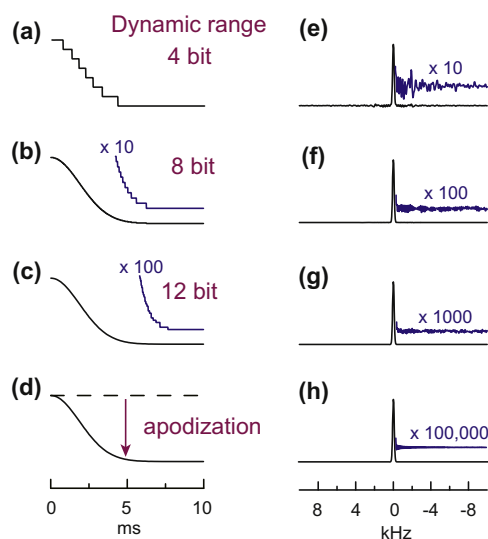 (a) Dynamic range
4 bit
(e) x 10
(b) x 10 8 bit
(f) x 100
(c) x 100 12 bit
(g) x 1000
(d) apodization
(h) x 100,000
0 5 10
ms
8 4 0 -4 -8
kHz